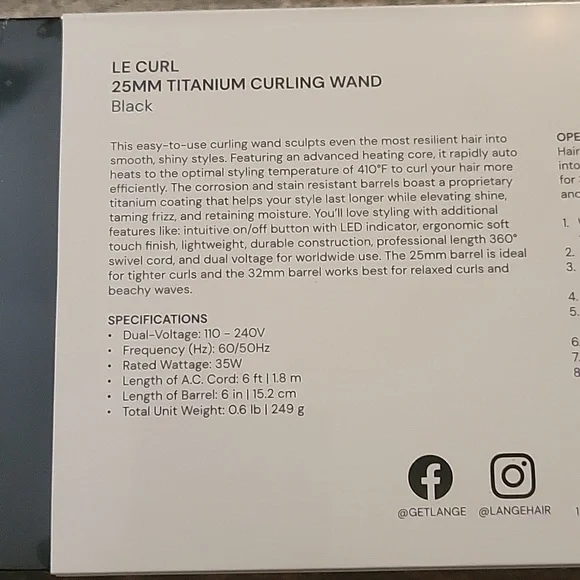 LE CURL
25MM TITANIUM CURLING WAND
Black
This easy-to-use curling wand sculpts even the most resilient hair into
smooth, shiny styles. Featuring an advanced heating core, it rapidly auto
heats to the optimal styling temperature of 410°F to curl your hair more
efficiently. The corrosion and stain resistant barrels boast a proprietary
titanium coating that helps your style last longer while elevating shine,
taming frizz, and retaining moisture. You'll love styling with additional
features like: intuitive on/off button with LED indicator, ergonomic soft
touch finish, lightweight, durable construction, professional length 360°
swivel cord, and dual voltage for worldwide use. The 25mm barrel is ideal
for tighter curls and the 32mm barrel works best for relaxed curls and
beachy waves.
SPECIFICATIONS
• Dual-Voltage: 110 – 240V
• Frequency (Hz): 60/50Hz
• Rated Wattage: 35W
• Length of A.C. Cord: 6 ft | 1.8 m
• Length of Barrel: 6 in | 15.2 cm
• Total Unit Weight: 0.6 lb | 249 g
@GETLANGE @LANGEHAIR
OPE
Hair
into
for
and
1.
2.
3.
4.
5.
6.
7.
8